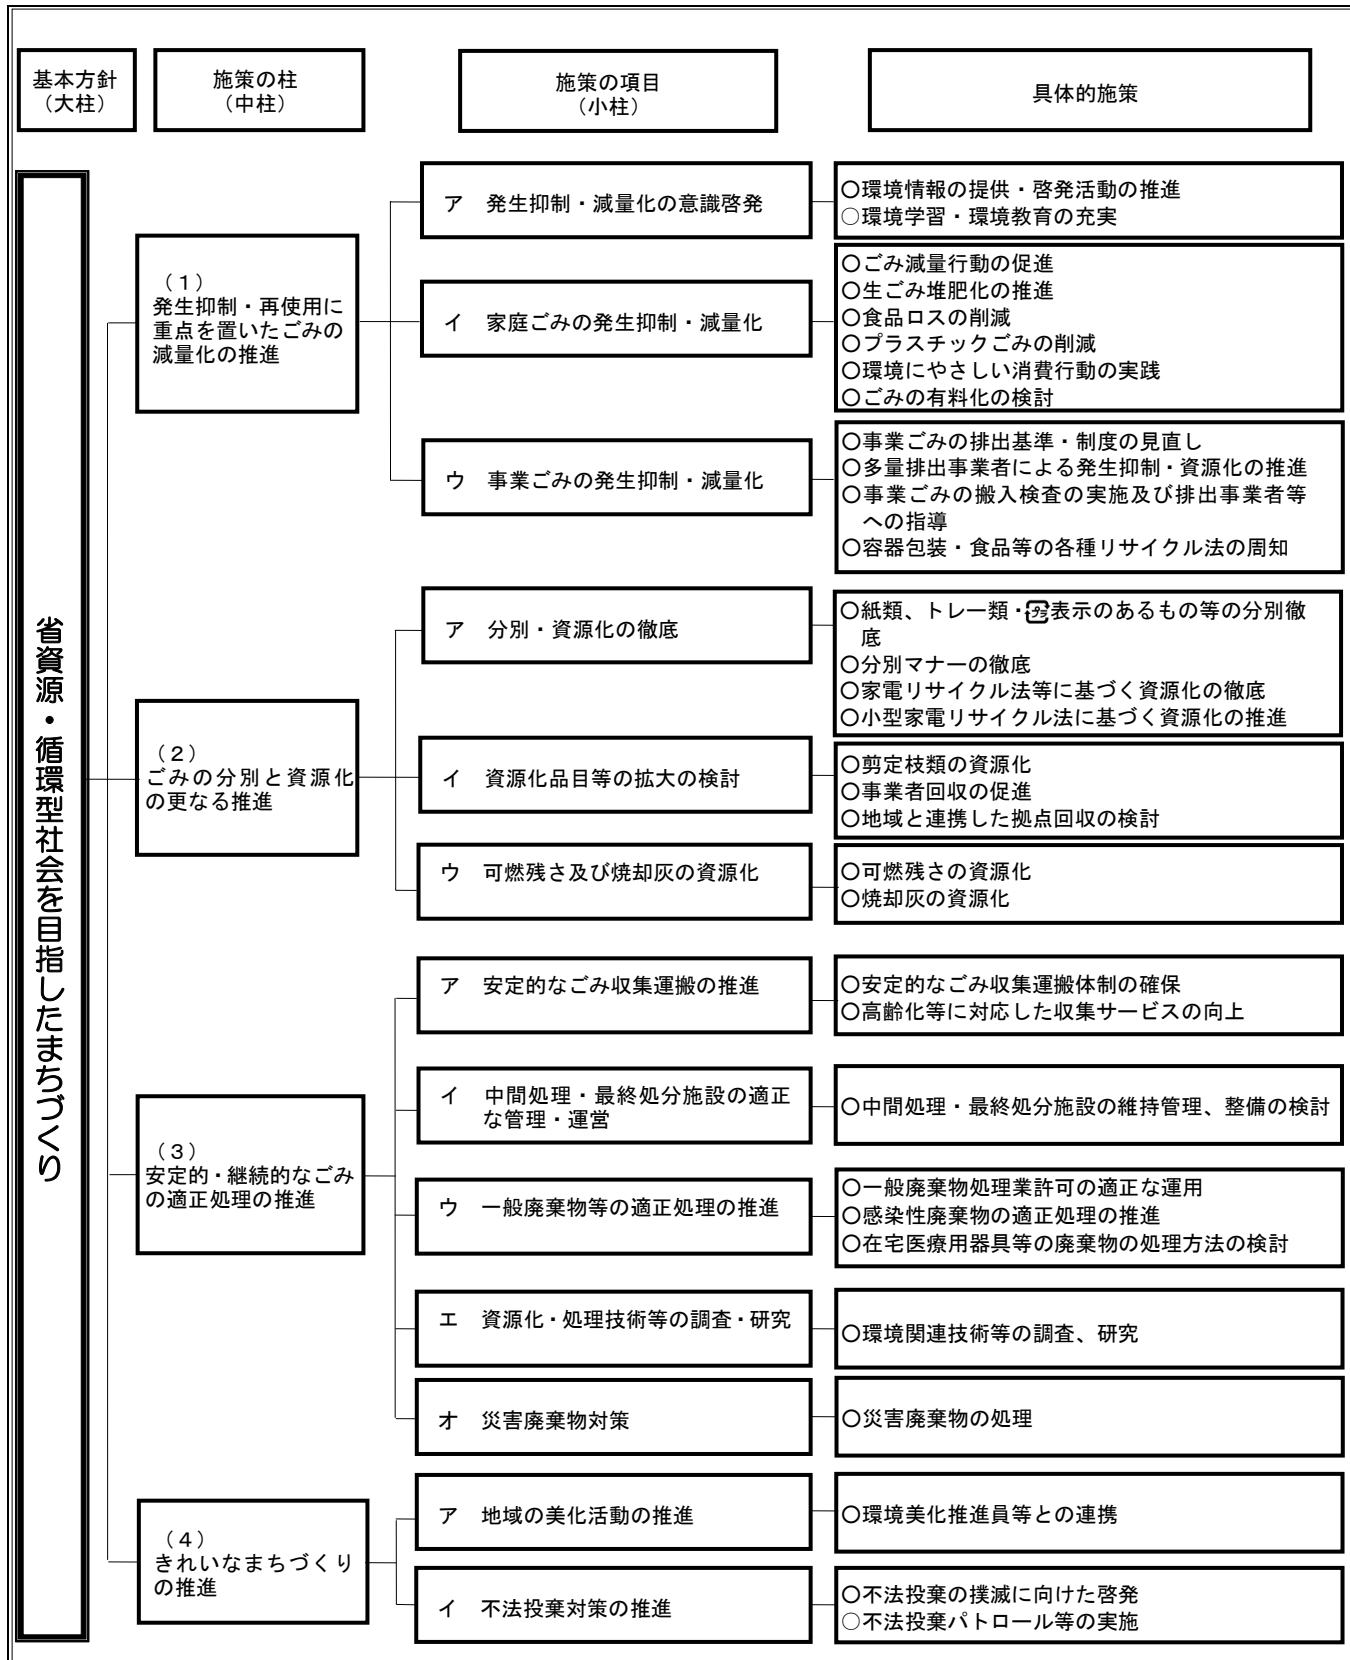 基本方針
（大柱）
施策の柱
（中柱）
施策の項目
（小柱）
具体的施策
省資源・循環型社会を目指したまちづくり
（１）
発生抑制・再使用に
重点を置いたごみの
減量化の推進
ア　発生抑制・減量化の意識啓発
○環境情報の提供・啓発活動の推進
○環境学習・環境教育の充実
イ　家庭ごみの発生抑制・減量化
○ごみ減量行動の促進
○生ごみ堆肥化の推進
○食品ロスの削減
○プラスチックごみの削減
○環境にやさしい消費行動の実践
○ごみの有料化の検討
ウ　事業ごみの発生抑制・減量化
○事業ごみの排出基準・制度の見直し
○多量排出事業者による発生抑制・資源化の推進
○事業ごみの搬入検査の実施及び排出事業者等
への指導
○容器包装・食品等の各種リサイクル法の周知
（２）
ごみの分別と資源化
の更なる推進
ア　分別・資源化の徹底
○紙類、トレー類・プラ表示のあるもの等の分別徹
底
○分別マナーの徹底
○家電リサイクル法等に基づく資源化の徹底
○小型家電リサイクル法に基づく資源化の推進
イ　資源化品目等の拡大の検討
○剪定枝類の資源化
○事業者回収の促進
○地域と連携した拠点回収の検討
ウ　可燃残さ及び焼却灰の資源化
○可燃残さの資源化
○焼却灰の資源化
（３）
安定的・継続的なごみ
の適正処理の推進
ア　安定的なごみ収集運搬の推進
○安定的なごみ収集運搬体制の確保
○高齢化等に対応した収集サービスの向上
イ　中間処理・最終処分施設の適正
な管理・運営
○中間処理・最終処分施設の維持管理、整備の検討
ウ　一般廃棄物等の適正処理の推進
○一般廃棄物処理業許可の適正な運用
○感染性廃棄物の適正処理の推進
○在宅医療用器具等の廃棄物の処理方法の検討
エ　資源化・処理技術等の調査・研究
○環境関連技術等の調査、研究
オ　災害廃棄物対策
○災害廃棄物の処理
（４）
きれいなまちづくり
の推進
ア　地域の美化活動の推進
○環境美化推進員等との連携
イ　不法投棄対策の推進
○不法投棄の撲滅に向けた啓発
○不法投棄パトロール等の実施